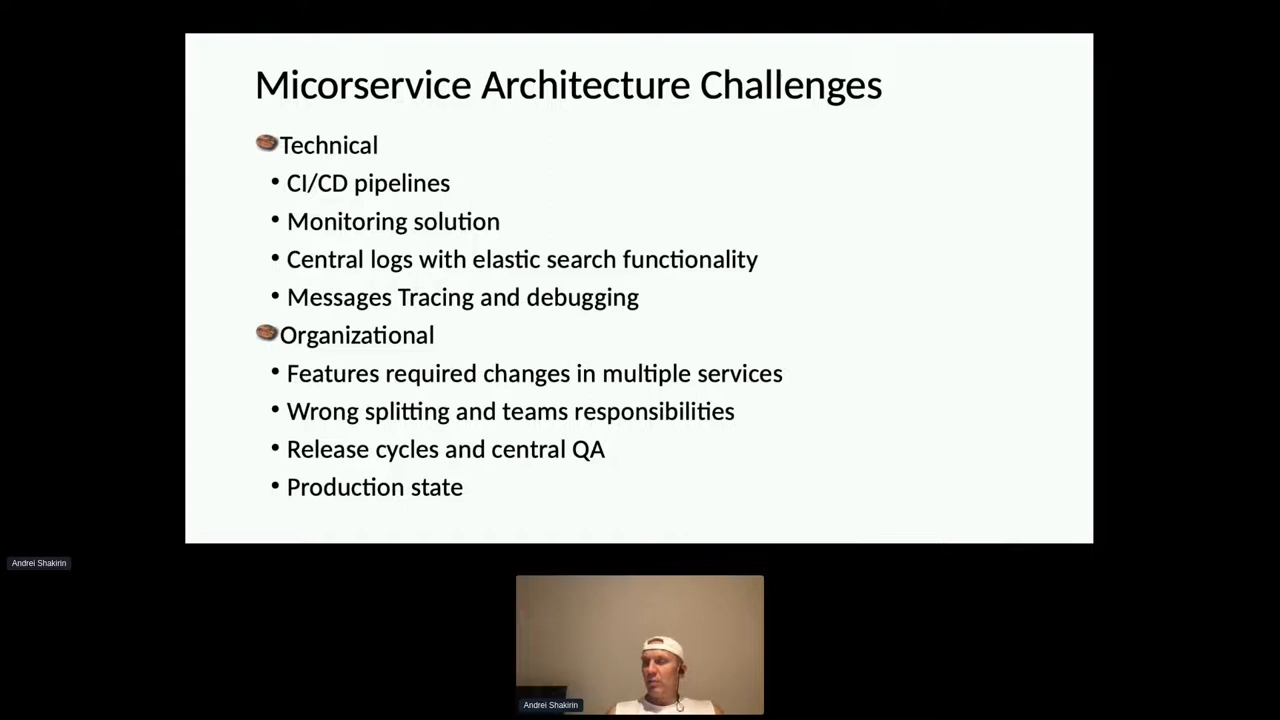 Micorservice Architecture Challenges
Technical
• CI/CD pipelines
• Monitoring solution
• Central logs with elastic search functionality
• Messages Tracing and debugging
Organizational
• Features required changes in multiple services
• Wrong splitting and teams responsibilities
• Release cycles and central QA
• Production state
Andrei Shakirin
Andrei Shakirin